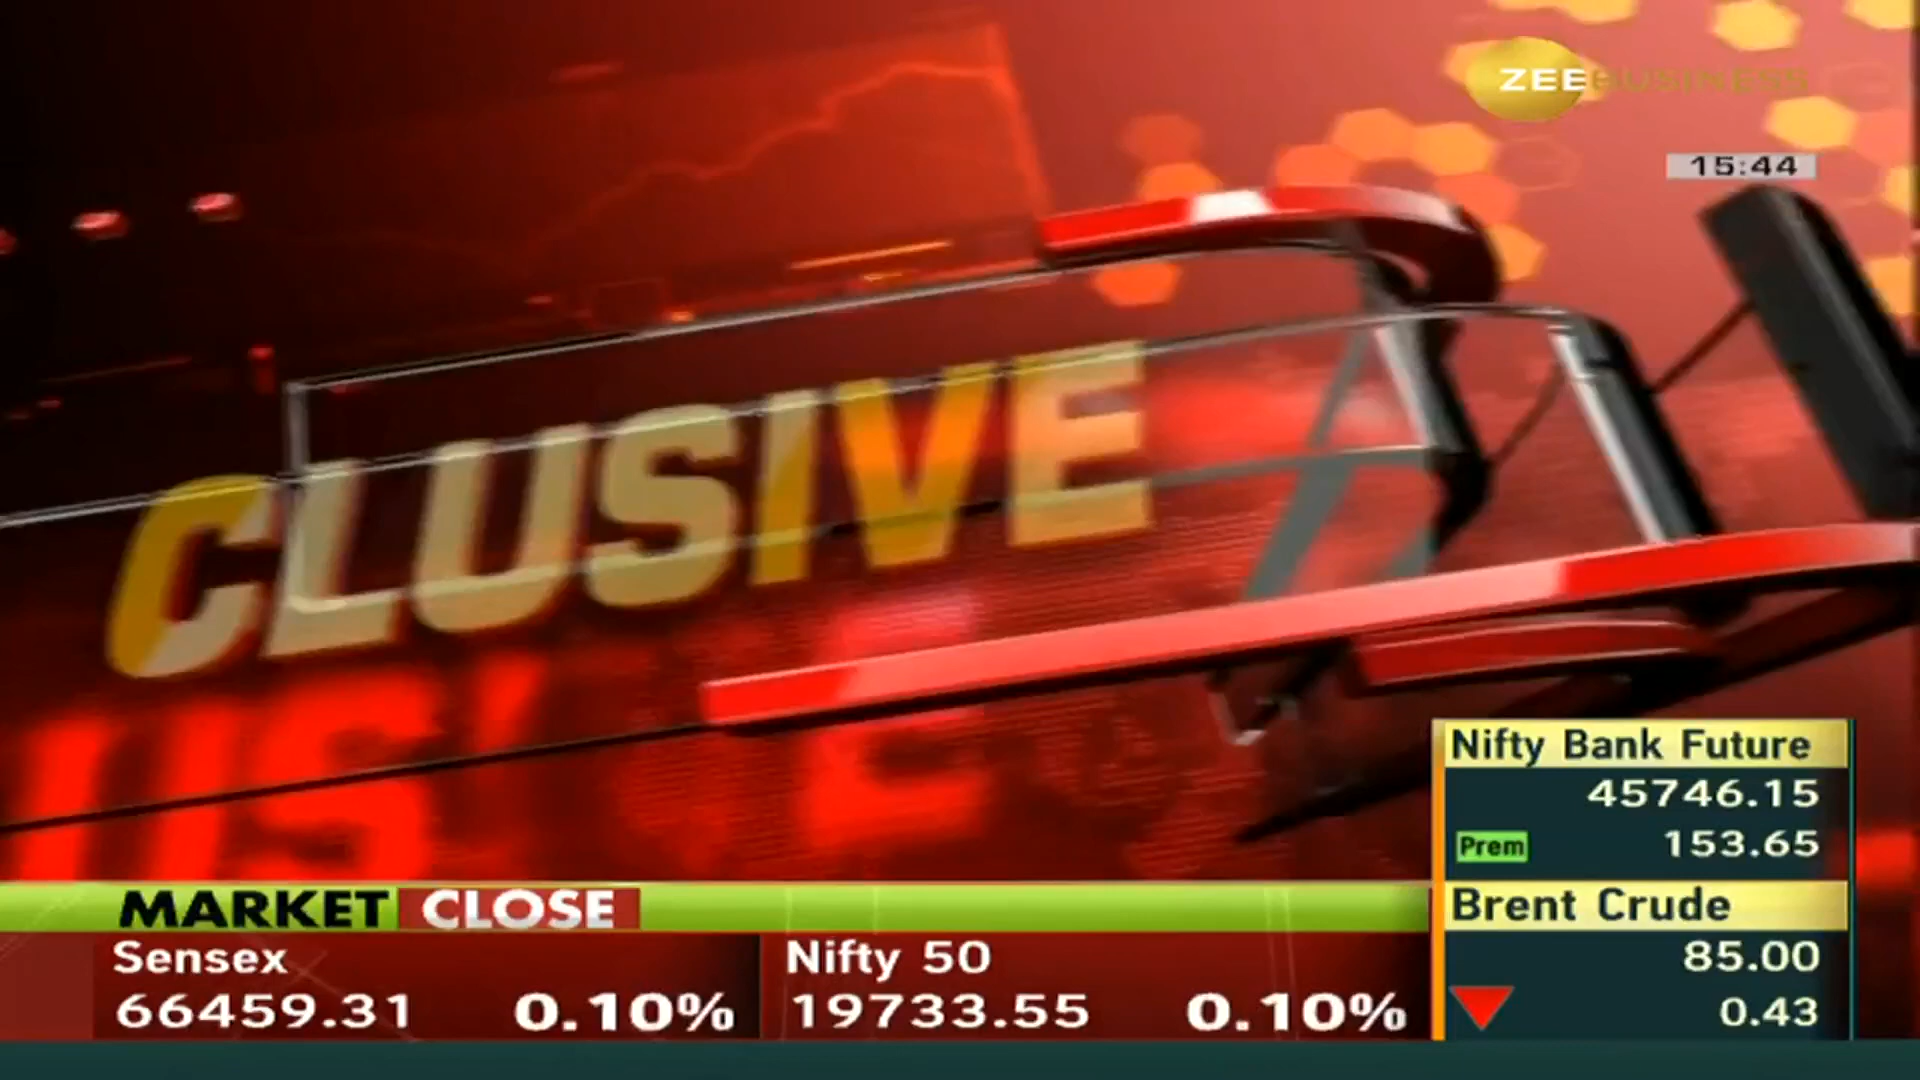 ZEE BUSINESS
15:44
CLUSIVE
Nifty Bank Future
45746.15
Prem 153.65
MARKET CLOSE
Brent Crude
85.00
0.43
Sensex
66459.31 0.10%
Nifty 50
19733.55 0.10%